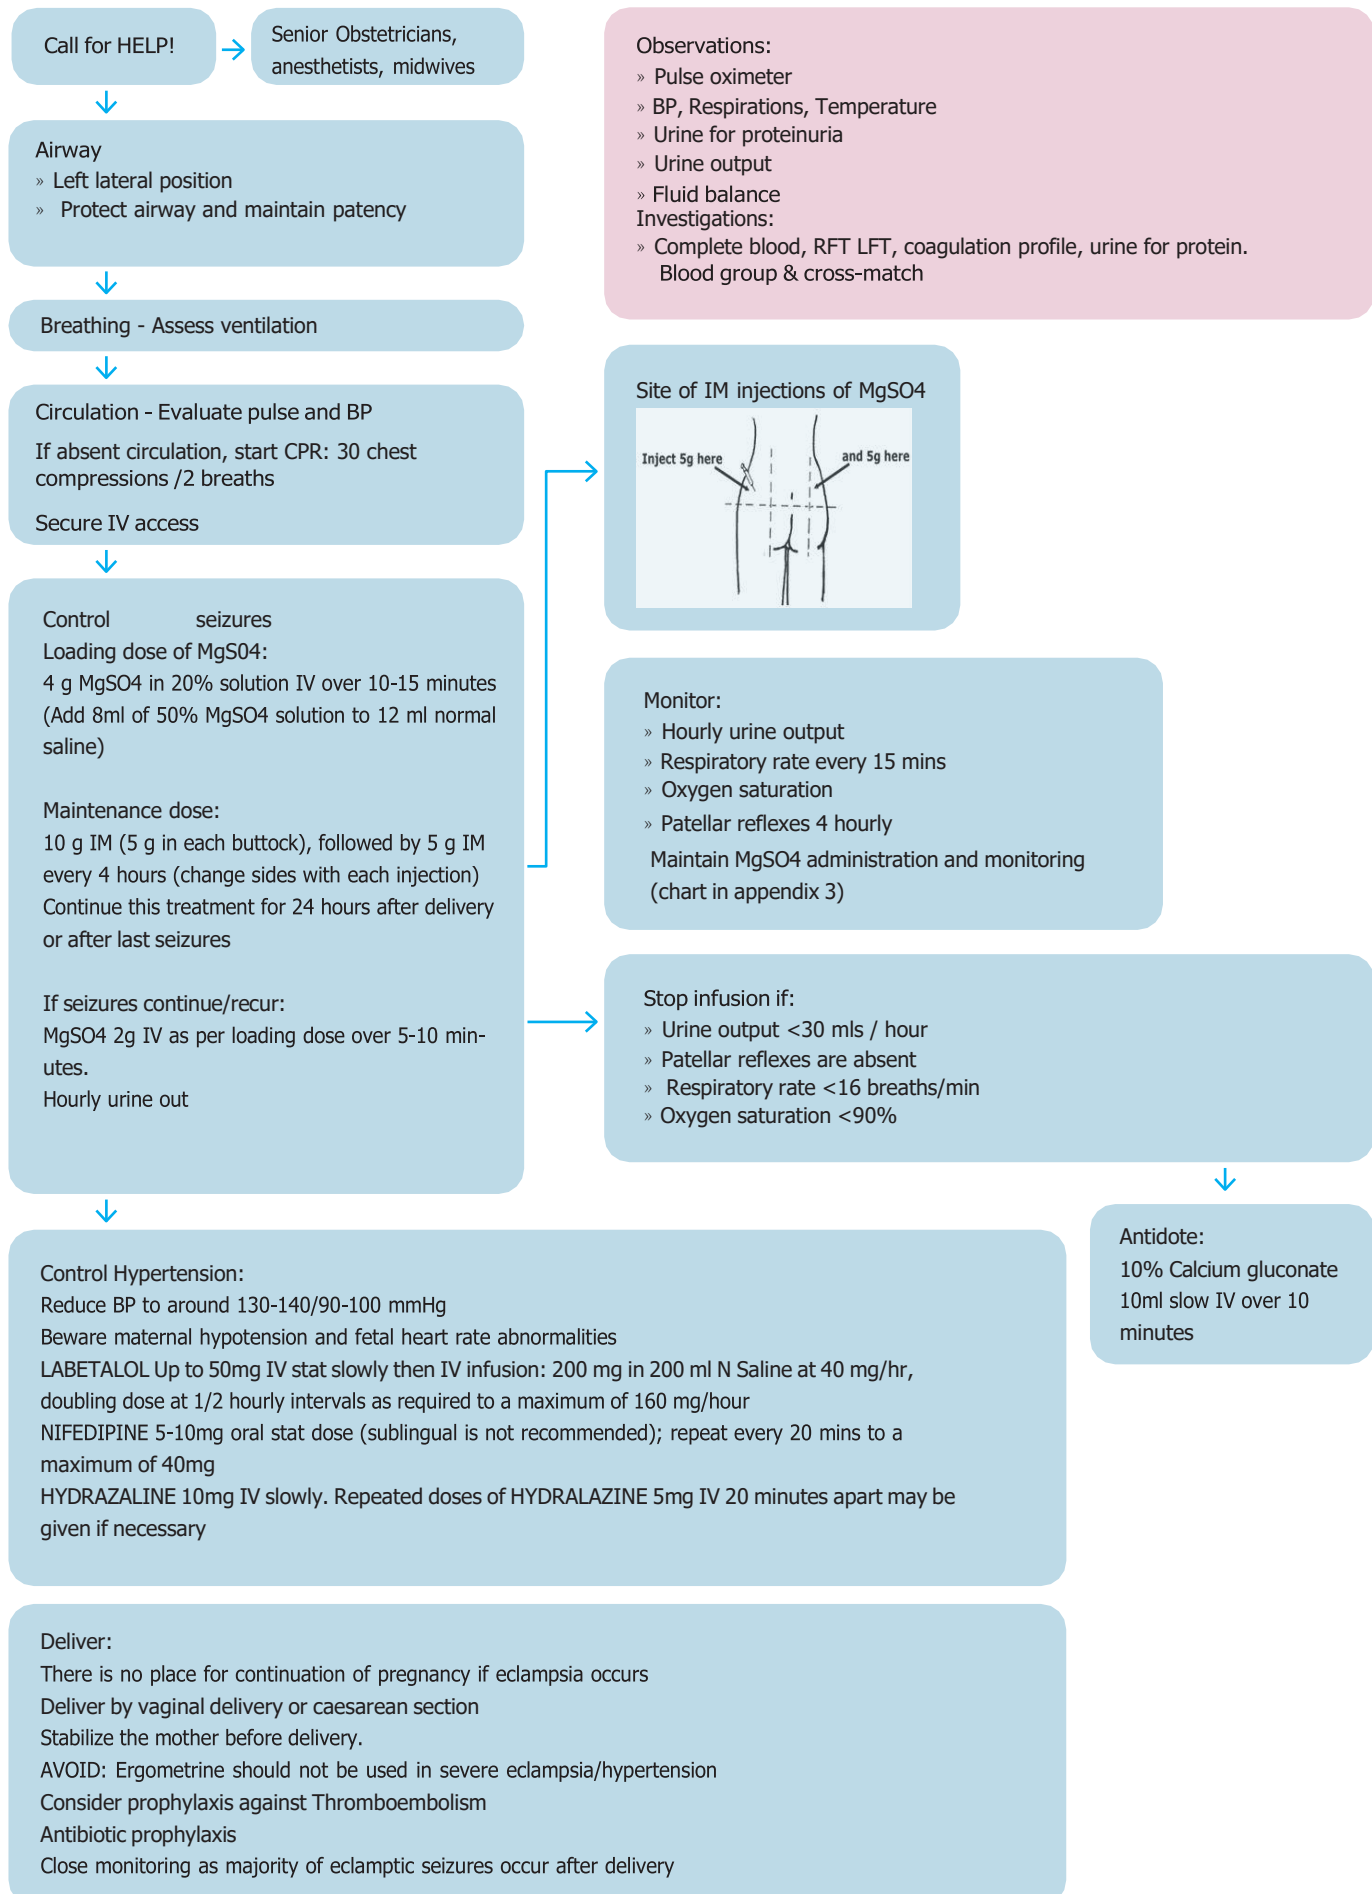 Call for HELP!
Senior Obstetricians,
anesthetists, midwives
Airway
» Left lateral position
» Protect airway and maintain patency
Breathing - Assess ventilation
Circulation - Evaluate pulse and BP
If absent circulation, start CPR: 30 chest
compressions /2 breaths
Secure IV access
Control seizures
Loading dose of MgS04:
4 g MgSO4 in 20% solution IV over 10-15 minutes
(Add 8ml of 50% MgSO4 solution to 12 ml normal
saline)
Maintenance dose:
10 g IM (5 g in each buttock), followed by 5 g IM
every 4 hours (change sides with each injection)
Continue this treatment for 24 hours after delivery
or after last seizures
If seizures continue/recur:
MgSO4 2g IV as per loading dose over 5-10 min-
utes.
Hourly urine out
Observations:
» Pulse oximeter
» BP, Respirations, Temperature
» Urine for proteinuria
» Urine output
» Fluid balance
Investigations:
» Complete blood, RFT LFT, coagulation profile, urine for protein.
Blood group & cross-match
Site of IM injections of MgSO4
Inject 5g here
and 5g here
Monitor:
» Hourly urine output
» Respiratory rate every 15 mins
» Oxygen saturation
» Patellar reflexes 4 hourly
Maintain MgSO4 administration and monitoring
(chart in appendix 3)
Stop infusion if:
» Urine output <30 mls / hour
» Patellar reflexes are absent
» Respiratory rate <16 breaths/min
» Oxygen saturation <90%
Antidote:
10% Calcium gluconate
10ml slow IV over 10
minutes
Control Hypertension:
Reduce BP to around 130-140/90-100 mmHg
Beware maternal hypotension and fetal heart rate abnormalities
LABETALOL Up to 50mg IV stat slowly then IV infusion: 200 mg in 200 ml N Saline at 40 mg/hr,
doubling dose at 1/2 hourly intervals as required to a maximum of 160 mg/hour
NIFEDIPINE 5-10mg oral stat dose (sublingual is not recommended); repeat every 20 mins to a
maximum of 40mg
HYDRAZALINE 10mg IV slowly. Repeated doses of HYDRALAZINE 5mg IV 20 minutes apart may be
given if necessary
Deliver:
There is no place for continuation of pregnancy if eclampsia occurs
Deliver by vaginal delivery or caesarean section
Stabilize the mother before delivery.
AVOID: Ergometrine should not be used in severe eclampsia/hypertension
Consider prophylaxis against Thromboembolism
Antibiotic prophylaxis
Close monitoring as majority of eclamptic seizures occur after delivery